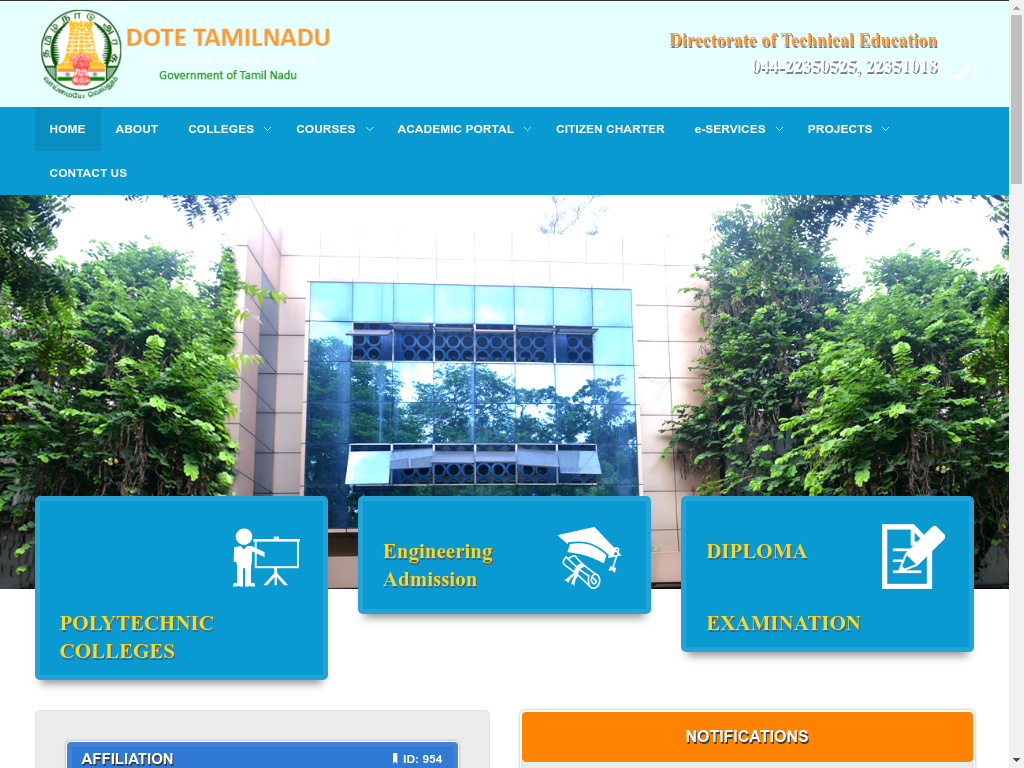 DOTE TAMILNADU
Directorate of Technical Education
Government of Tamil Nadu
Directorate of Technical Education
044-22350525, 22351018
HOME
ABOUT
COLLEGES
COURSES
ACADEMIC PORTAL
CITIZEN CHARTER
e-SERVICES
PROJECTS
CONTACT US
POLYTECHNIC
COLLEGES
Engineering
Admission
DIPLOMA
EXAMINATION
AFFILIATION
ID: 954
NOTIFICATIONS